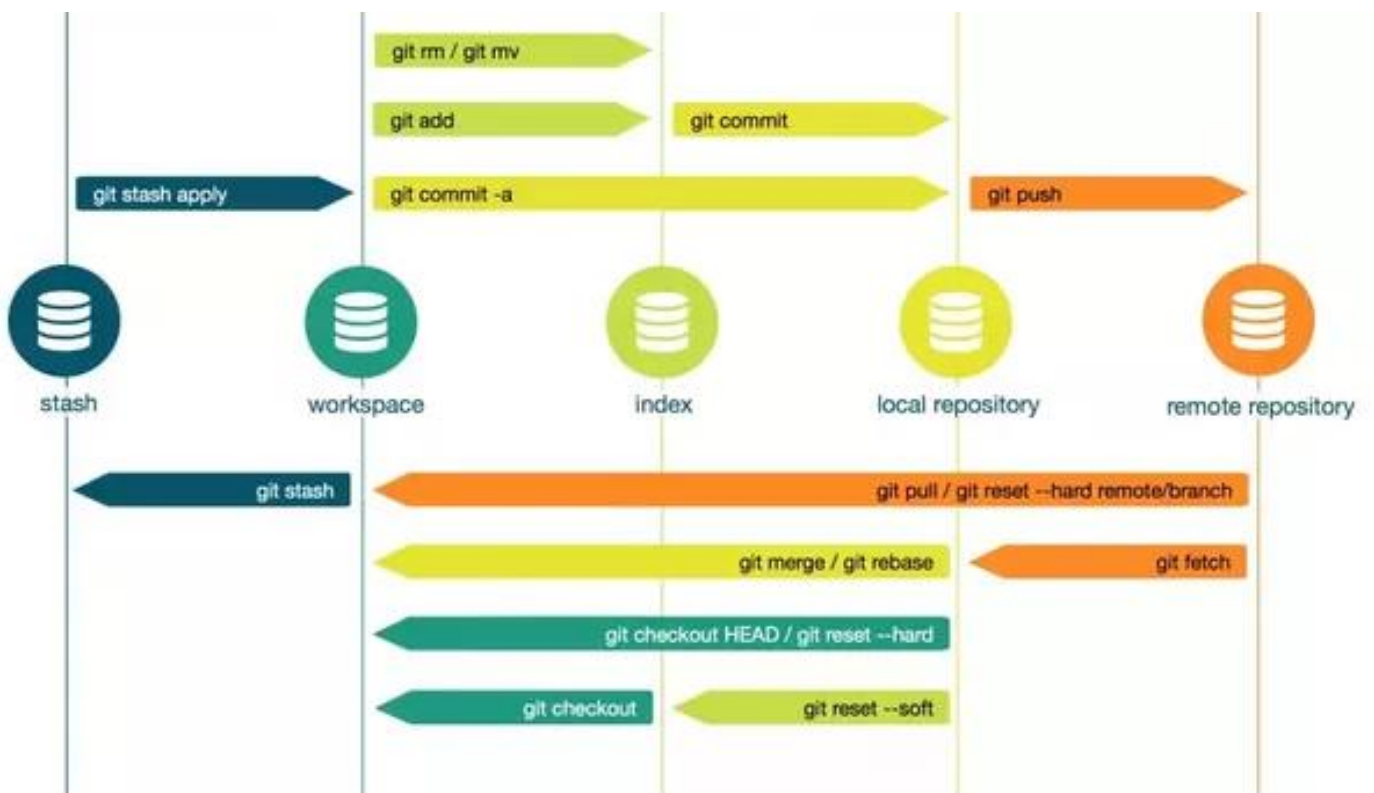 git rm / git mv
git add
git commit
git stash apply
git commit -a
git push
stash
workspace
index
local repository
remote repository
git stash
git pull / git reset --hard remote/branch
git merge / git rebase
git fetch
git checkout HEAD / git reset --hard
git checkout
git reset --soft